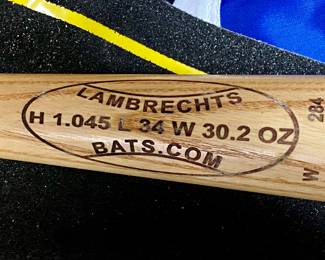 LAMBRECHTS
H 1.045 L 34 W 30.2 OZ
BATS.COM
W 284